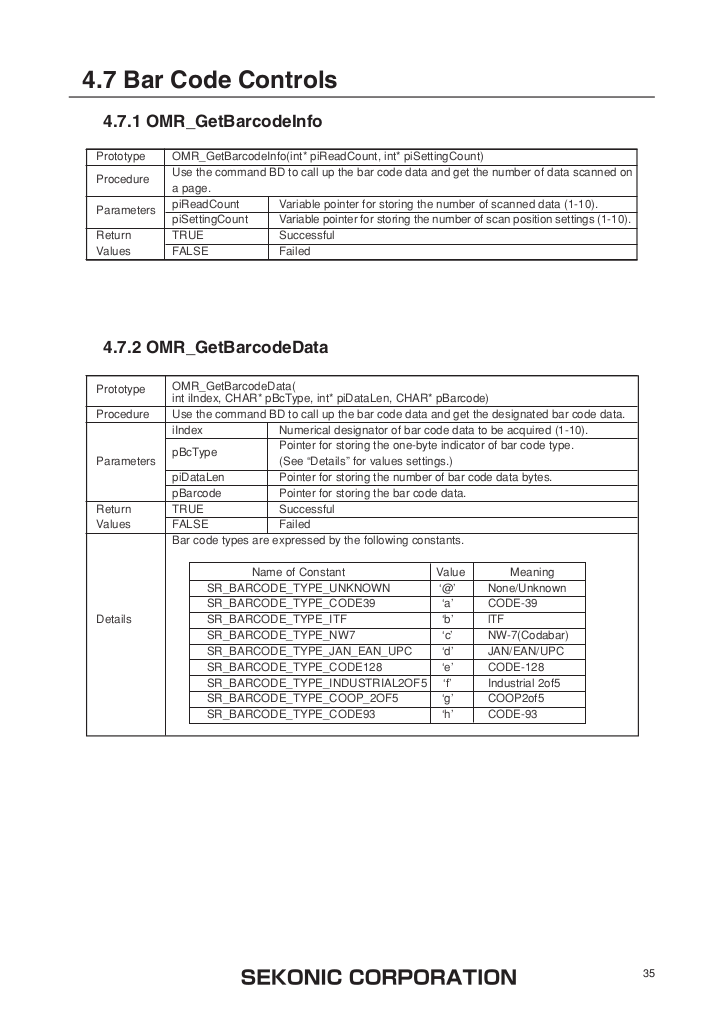 4.7 Bar Code Controls
4.7.1 OMR_GetBarcodeInfo
Prototype OMR_GetBarcodeInfo(int* piReadCount, int* piSettingCount)
Procedure Use the command BD to call up the bar code data and get the number of data scanned on
a page.
Parameters piReadCount Variable pointer for storing the number of scanned data (1-10).
piSettingCount Variable pointer for storing the number of scan position settings (1-10).
Return TRUE Successful
Values FALSE Failed
4.7.2 OMR_GetBarcodeData
Prototype OMR_GetBarcodeData(
int iIndex, CHAR* pBcType, int* piDataLen, CHAR* pBarcode)
Procedure Use the command BD to call up the bar code data and get the designated bar code data.
Parameters iIndex Numerical designator of bar code data to be acquired (1-10).
pBcType Pointer for storing the one-byte indicator of bar code type.
(See “Details” for values settings.)
piDataLen Pointer for storing the number of bar code data bytes.
pBarcode Pointer for storing the bar code data.
Return TRUE Successful
Values FALSE Failed
Details Bar code types are expressed by the following constants.
Name of Constant Value Meaning
SR_BARCODE_TYPE_UNKNOWN ‘@’ None/Unknown
SR_BARCODE_TYPE_CODE39 ‘a’ CODE-39
SR_BARCODE_TYPE_ITF ‘b’ ITF
SR_BARCODE_TYPE_NW7 ‘c’ NW-7(Codabar)
SR_BARCODE_TYPE_JAN_EAN_UPC ‘d’ JAN/EAN/UPC
SR_BARCODE_TYPE_CODE128 ‘e’ CODE-128
SR_BARCODE_TYPE_INDUSTRIAL2OF5 ‘f’ Industrial 2of5
SR_BARCODE_TYPE_COOP_2OF5 ‘g’ COOP2of5
SR_BARCODE_TYPE_CODE93 ‘h’ CODE-93
SEKONIC CORPORATION
35